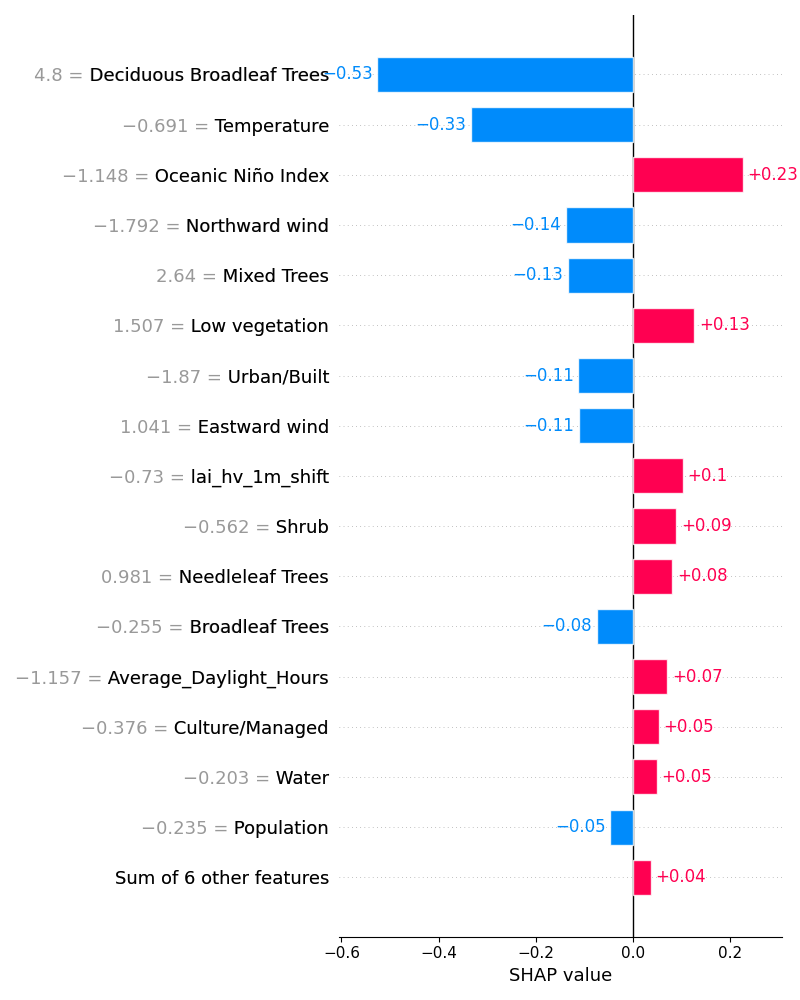 4.8 = Deciduous Broadleaf Trees −0.53
−0.691 = Temperature −0.33
−1.148 = Oceanic Niño Index +0.23
−1.792 = Northward wind −0.14
2.64 = Mixed Trees −0.13
1.507 = Low vegetation +0.13
−1.87 = Urban/Built −0.11
1.041 = Eastward wind −0.11
−0.73 = lai_hv_1m_shift +0.1
−0.562 = Shrub +0.09
0.981 = Needleleaf Trees +0.08
−0.255 = Broadleaf Trees −0.08
−1.157 = Average_Daylight_Hours +0.07
−0.376 = Culture/Managed +0.05
−0.203 = Water +0.05
−0.235 = Population −0.05
Sum of 6 other features +0.04
−0.6 −0.4 −0.2 0.0 0.2
SHAP value